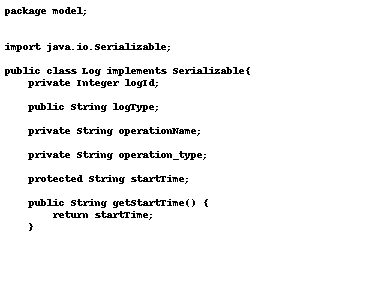 package model;
import java.io.Serializable;
public class Log implements Serializable{
private Integer logId;
public String logType;
private String operationName;
private String operation_type;
protected String startTime;
public String getStartTime() {
return startTime;
}